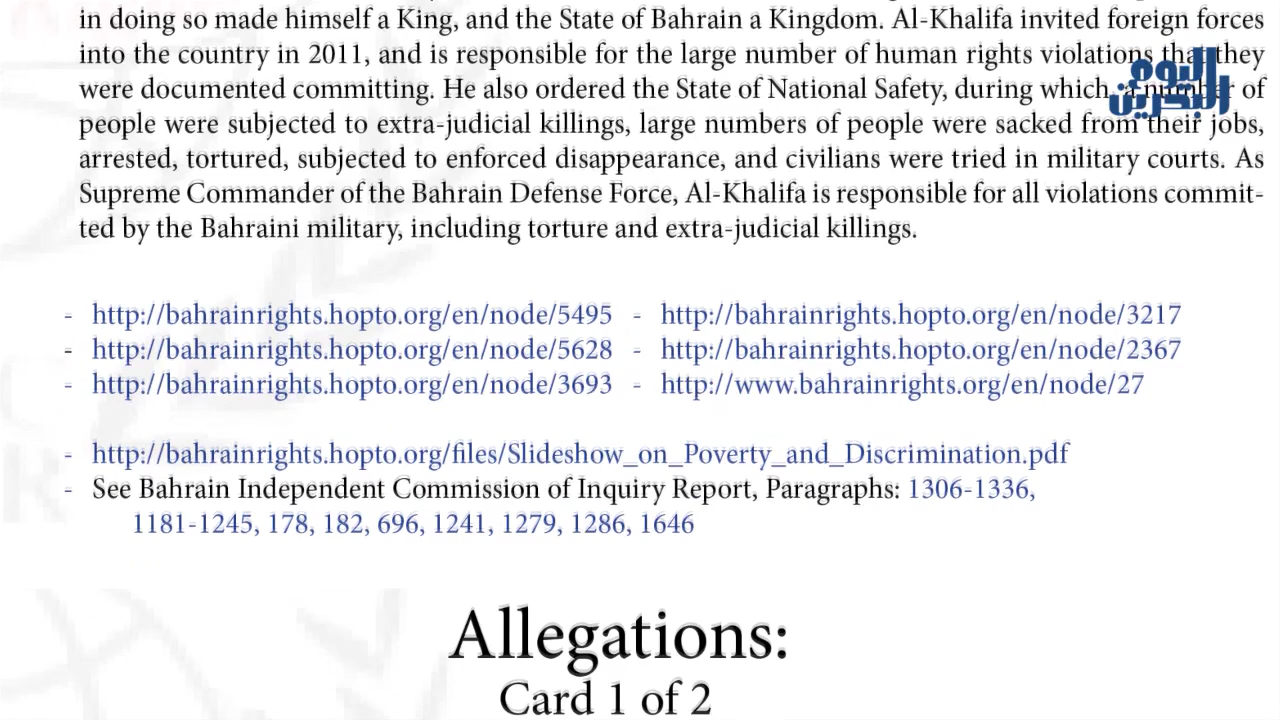 in doing so made himself a King, and the State of Bahrain a Kingdom. Al-Khalifa invited foreign forces
into the country in 2011, and is responsible for the large number of human rights violations that they
were documented committing. He also ordered the State of National Safety, during which, a number of
people were subjected to extra-judicial killings, large numbers of people were sacked from their jobs,
arrested, tortured, subjected to enforced disappearance, and civilians were tried in military courts. As
Supreme Commander of the Bahrain Defense Force, Al-Khalifa is responsible for all violations commit-
ted by the Bahraini military, including torture and extra-judicial killings.
اليوم
البحرين
- http://bahrainrights.hopto.org/en/node/5495 - http://bahrainrights.hopto.org/en/node/3217
- http://bahrainrights.hopto.org/en/node/5628 - http://bahrainrights.hopto.org/en/node/2367
- http://bahrainrights.hopto.org/en/node/3693 - http://www.bahrainrights.org/en/node/27
- http://bahrainrights.hopto.org/files/Slideshow_on_Poverty_and_Discrimination.pdf
- See Bahrain Independent Commission of Inquiry Report, Paragraphs: 1306-1336,
1181-1245, 178, 182, 696, 1241, 1279, 1286, 1646
Allegations:
Card 1 of 2